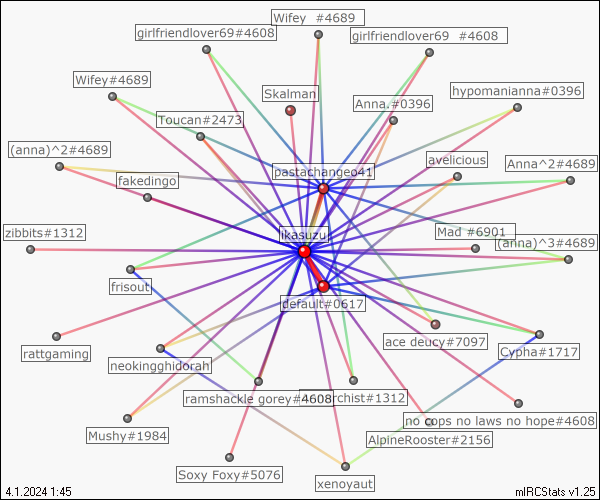 Wifey  #4689
girlfriendlover69#4608
girlfriendlover69  #4608
Wifey#4689
Skalman
hypomanianna#0396
Anna.#0396
Toucan#2473
(anna)^2#4689
avelicious
Anna^2#4689
pastachangeo41
fakedingo
zibbits#1312
ikasuzu
Mad #6901
(anna)^3#4689
frisout
default#0617
rattgaming
ace deucy#7097
Cypha#1717
neokingghidorah
ramshackle gorey#4608
rchist#1312
no cops no laws no hope#4608
Mushy#1984
AlpineRooster#2156
Soxy Foxy#5076
xenoyaut
4.1.2024 1:45
mIRCStats v1.25